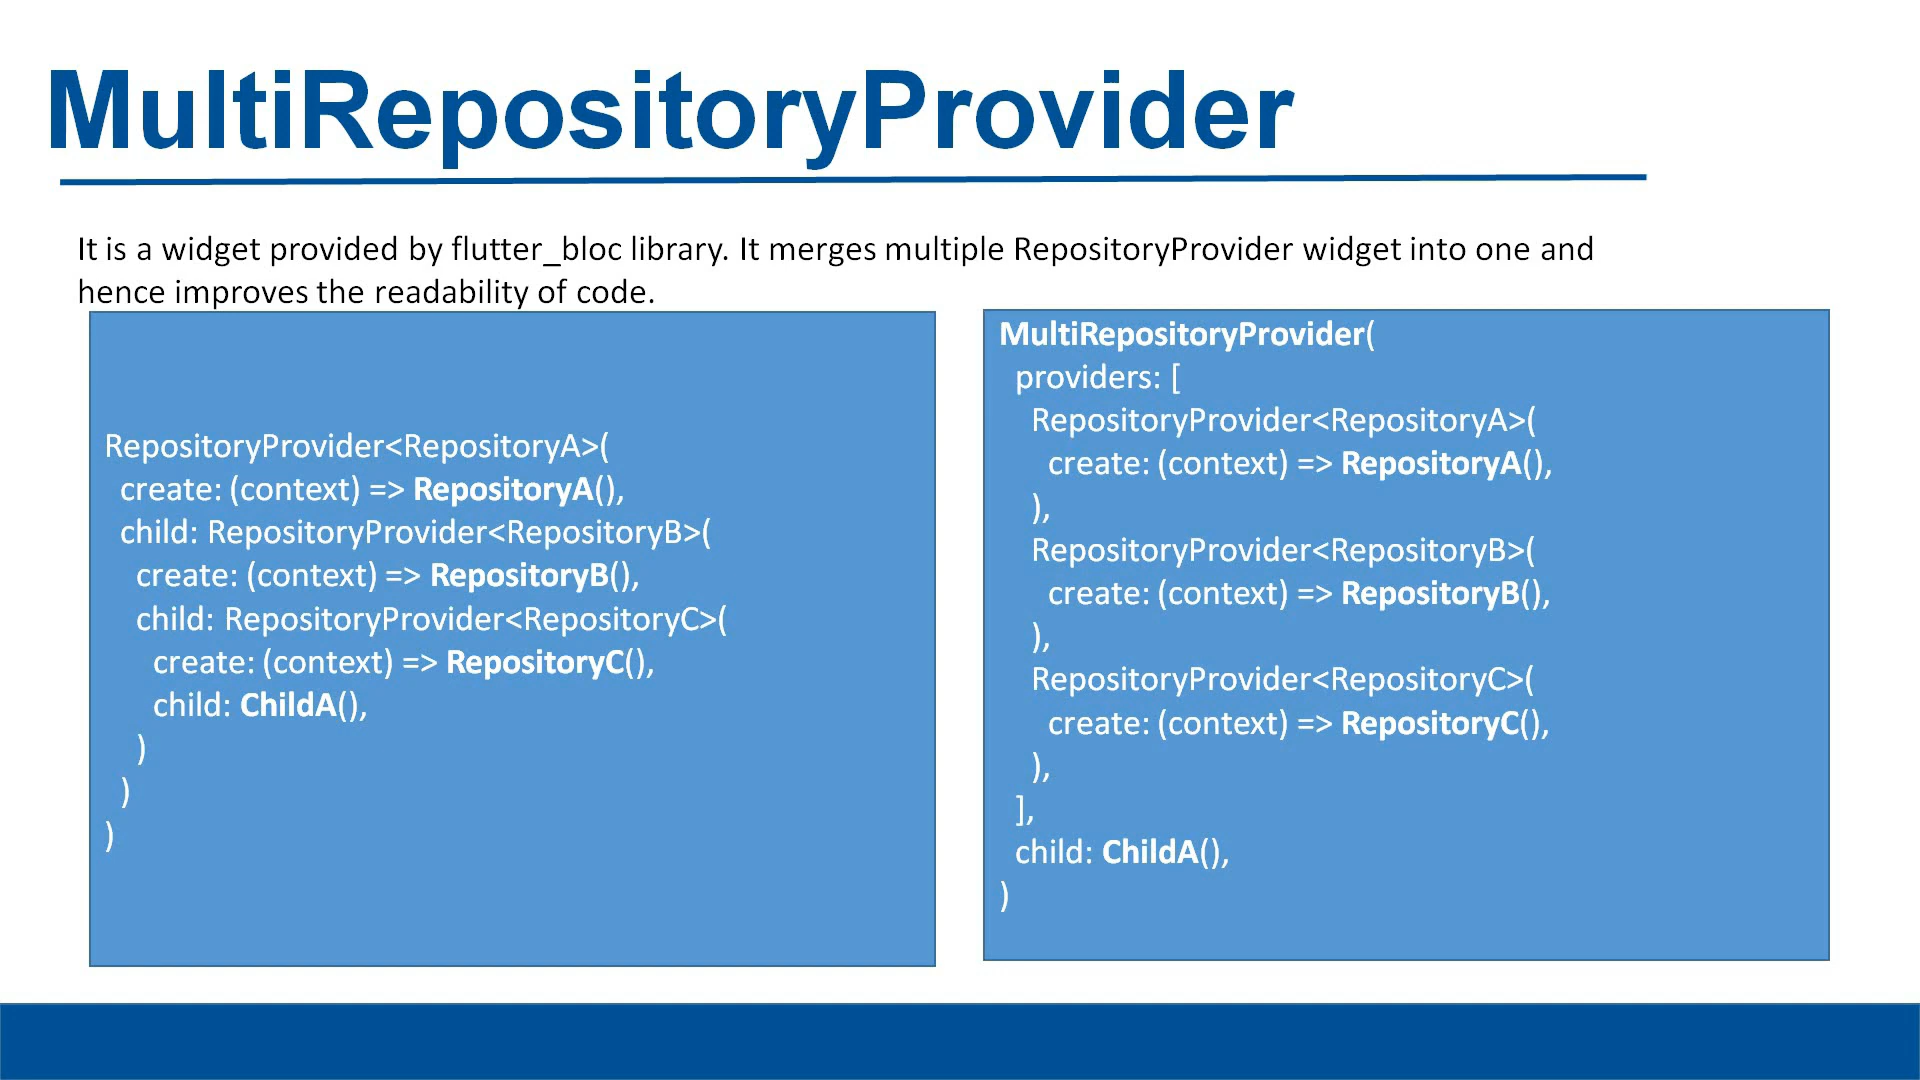 MultiRepositoryProvider
It is a widget provided by flutter_bloc library. It merges multiple RepositoryProvider widget into one and
hence improves the readability of code.
RepositoryProvider<RepositoryA>(
create: (context) => RepositoryA(),
child: RepositoryProvider<RepositoryB>(
create: (context) => RepositoryB(),
child: RepositoryProvider<RepositoryC>(
create: (context) => RepositoryC(),
child: ChildA(),
)
)
)
MultiRepositoryProvider(
providers: [
RepositoryProvider<RepositoryA>(
create: (context) => RepositoryA(),
),
RepositoryProvider<RepositoryB>(
create: (context) => RepositoryB(),
),
RepositoryProvider<RepositoryC>(
create: (context) => RepositoryC(),
),
],
child: ChildA(),
)